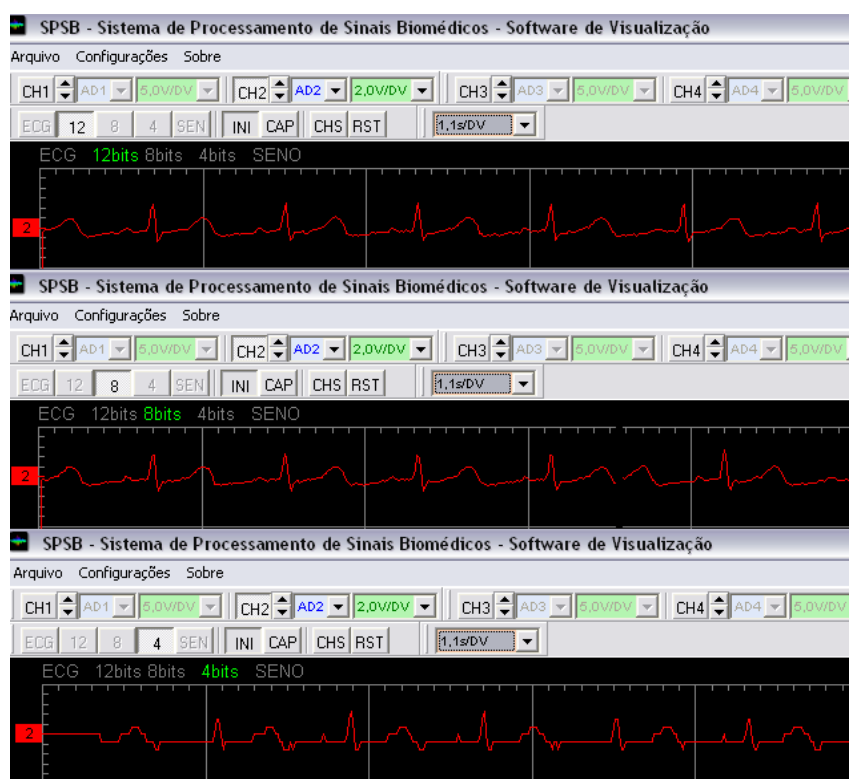 SPSB - Sistema de Processamento de Sinais Biomédicos - Software de Visualização
Arquivo Configurações Sobre
CH1 AD1 5,0V/DV CH2 AD2 2,0V/DV CH3 AD3 5,0V/DV CH4 AD4 5,0V/DV
ECG 12 8 4 SEN INI CAP CHS RST 1,1s/DV
ECG 12bits 8bits 4bits SENO
2
SPSB - Sistema de Processamento de Sinais Biomédicos - Software de Visualização
Arquivo Configurações Sobre
CH1 AD1 5,0V/DV CH2 AD2 2,0V/DV CH3 AD3 5,0V/DV CH4 AD4 5,0V/DV
ECG 12 8 4 SEN INI CAP CHS RST 1,1s/DV
ECG 12bits 8bits 4bits SENO
2
SPSB - Sistema de Processamento de Sinais Biomédicos - Software de Visualização
Arquivo Configurações Sobre
CH1 AD1 5,0V/DV CH2 AD2 2,0V/DV CH3 AD3 5,0V/DV CH4 AD4 5,0V/DV
ECG 12 8 4 SEN INI CAP CHS RST 1,1s/DV
ECG 12bits 8bits 4bits SENO
2